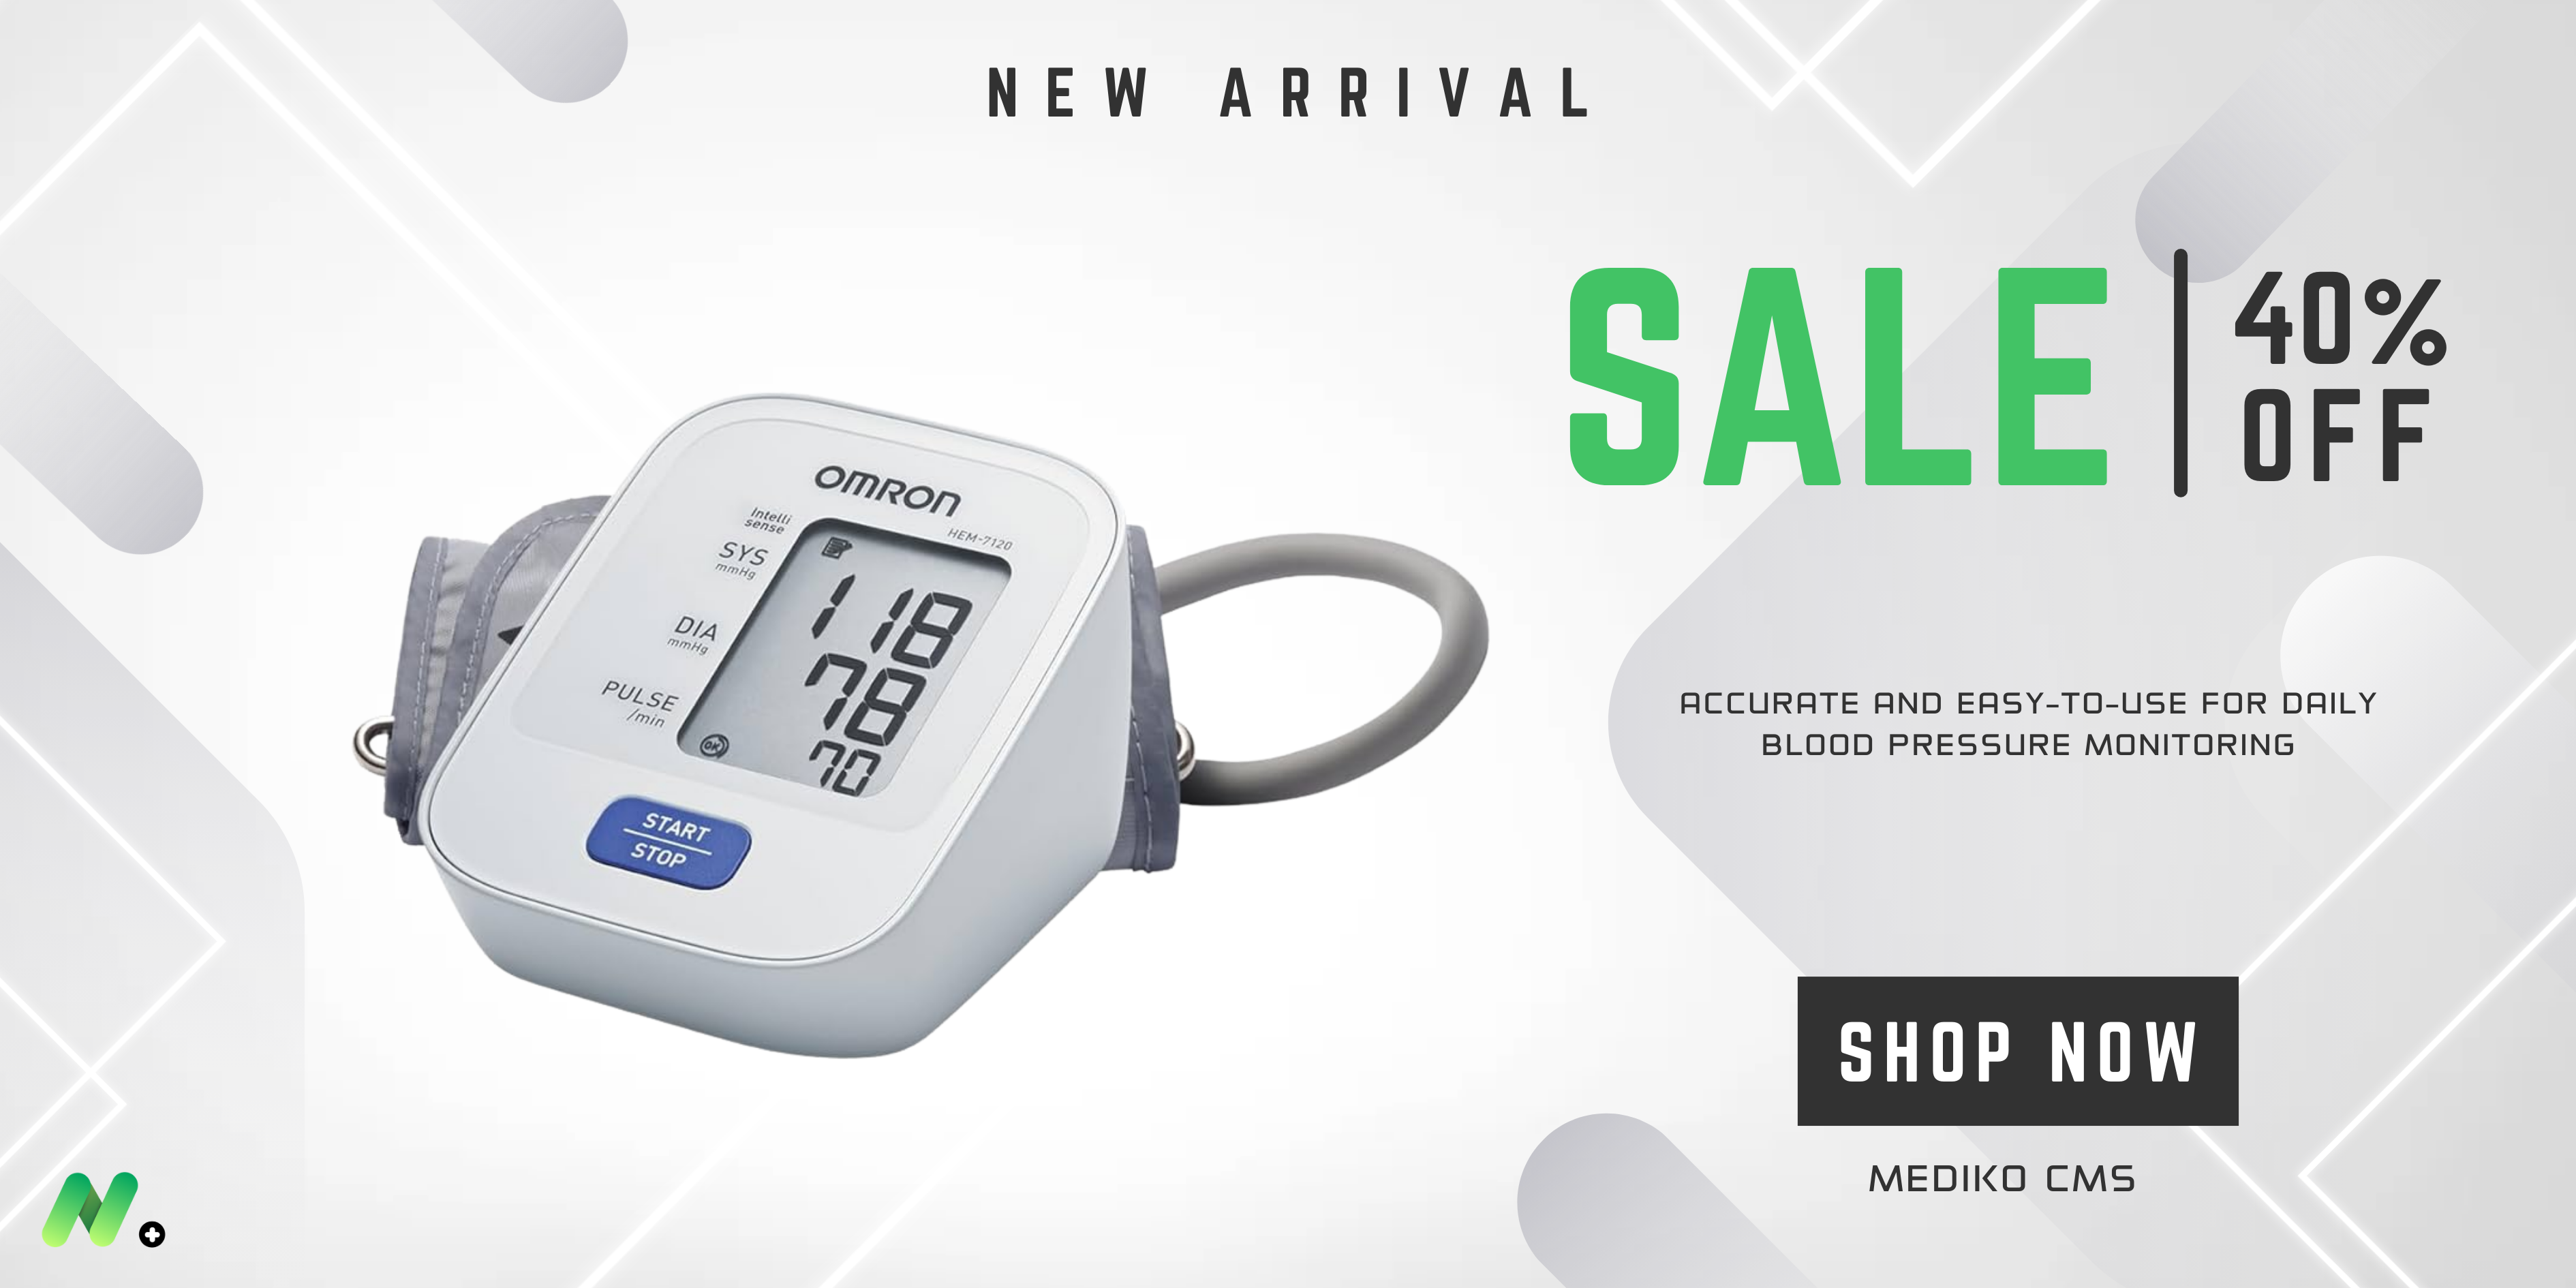 NEW ARRIVAL
SALE
40%
OFF
OMRON
Intelli
sense
HEM-7120
SYS
mmHg
118
DIA
mmHg
78
PULSE
/min
OK
70
START
STOP
ACCURATE AND EASY-TO-USE FOR DAILY
BLOOD PRESSURE MONITORING
SHOP NOW
MEDIKO CMS